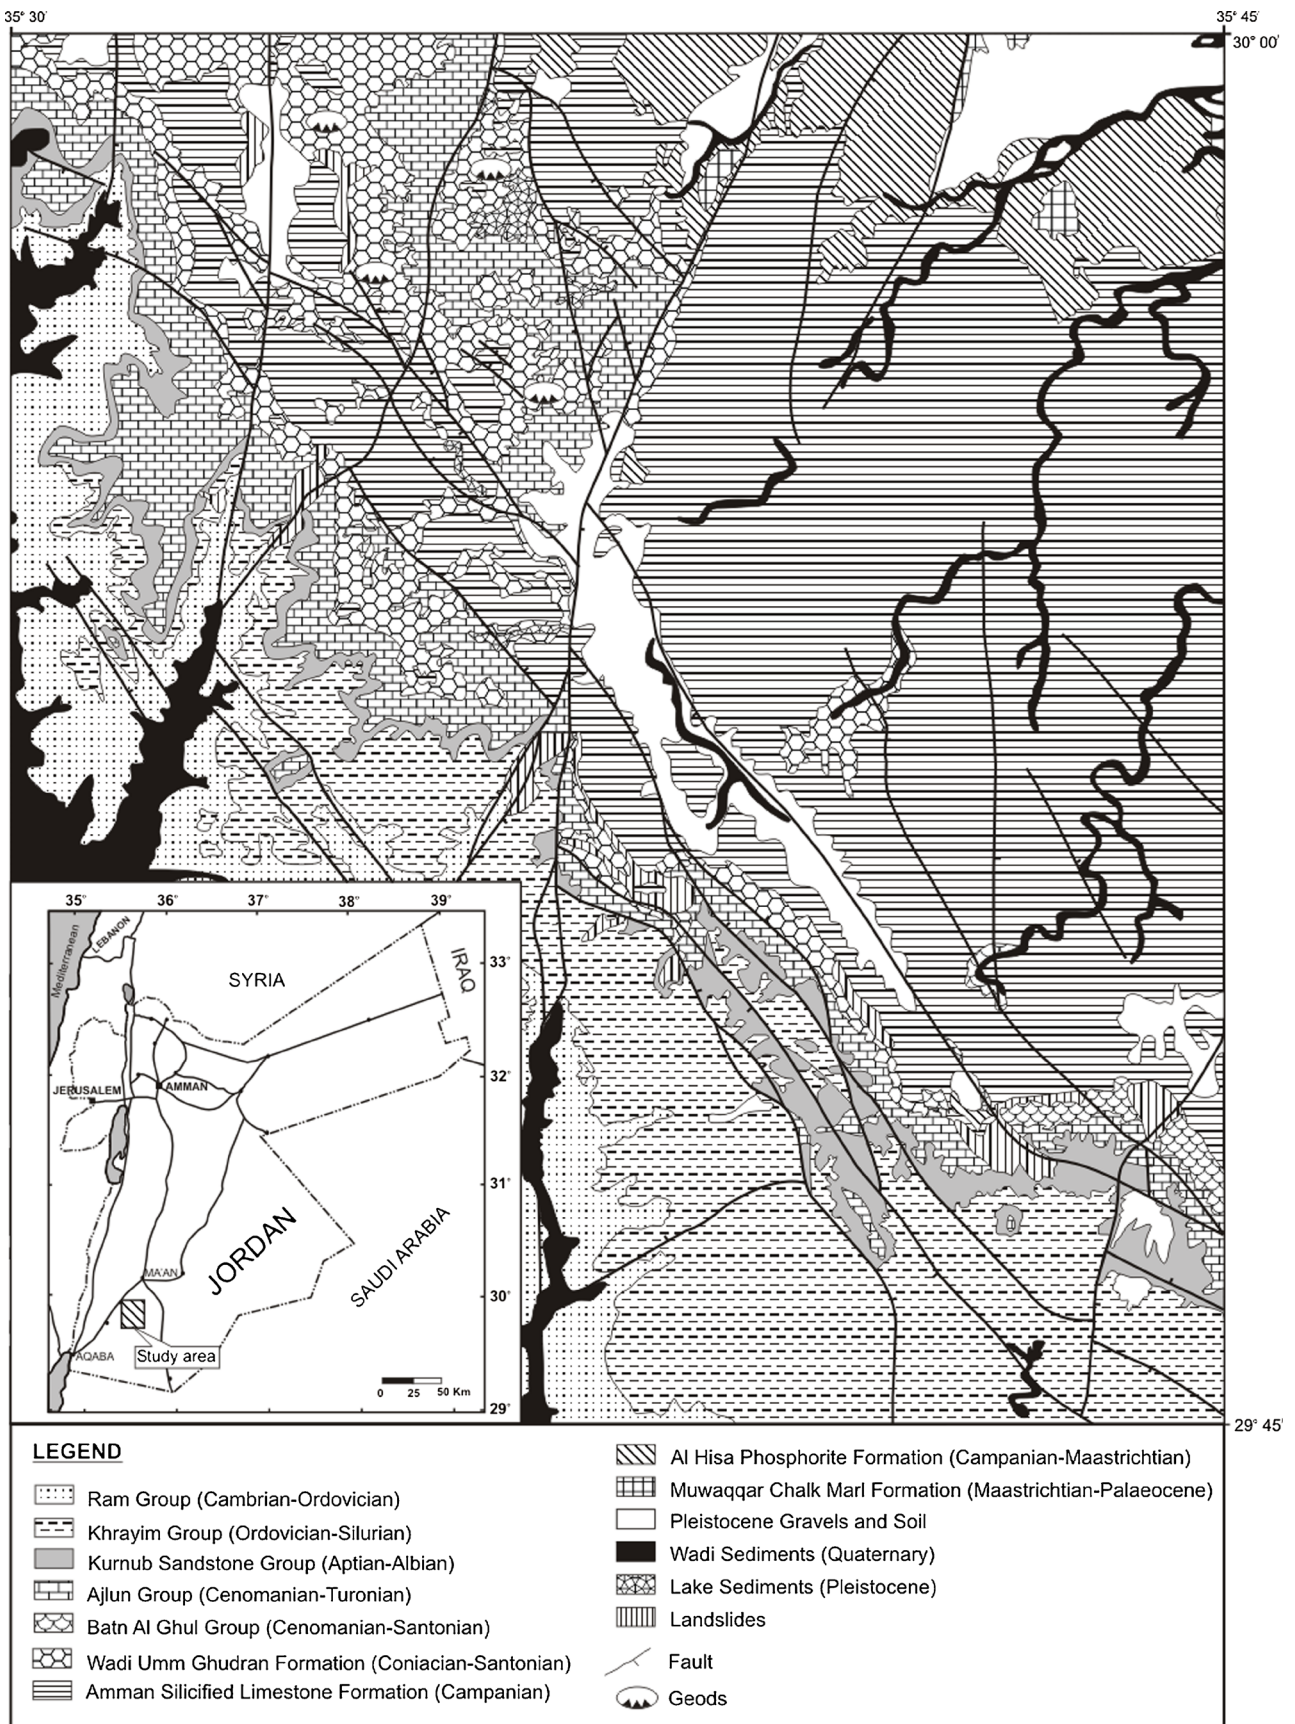 35° 30′
35° 45′
30° 00′
35°
36°
37°
38°
39°
Mediterranean
LEBANON
SYRIA
IRAQ
33°
32°
JERUSALEM
AMMAN
31°
JORDAN
SAUDI ARABIA
MA'AN
30°
Study area
AQABA
0 25 50 Km
29°
29° 45′
LEGEND
Ram Group (Cambrian-Ordovician)
Khrayim Group (Ordovician-Silurian)
Kurnub Sandstone Group (Aptian-Albian)
Ajlun Group (Cenomanian-Turonian)
Batn Al Ghul Group (Cenomanian-Santonian)
Wadi Umm Ghudran Formation (Coniacian-Santonian)
Amman Silicified Limestone Formation (Campanian)
Al Hisa Phosphorite Formation (Campanian-Maastrichtian)
Muwaqqar Chalk Marl Formation (Maastrichtian-Palaeocene)
Pleistocene Gravels and Soil
Wadi Sediments (Quaternary)
Lake Sediments (Pleistocene)
Landslides
Fault
Geods